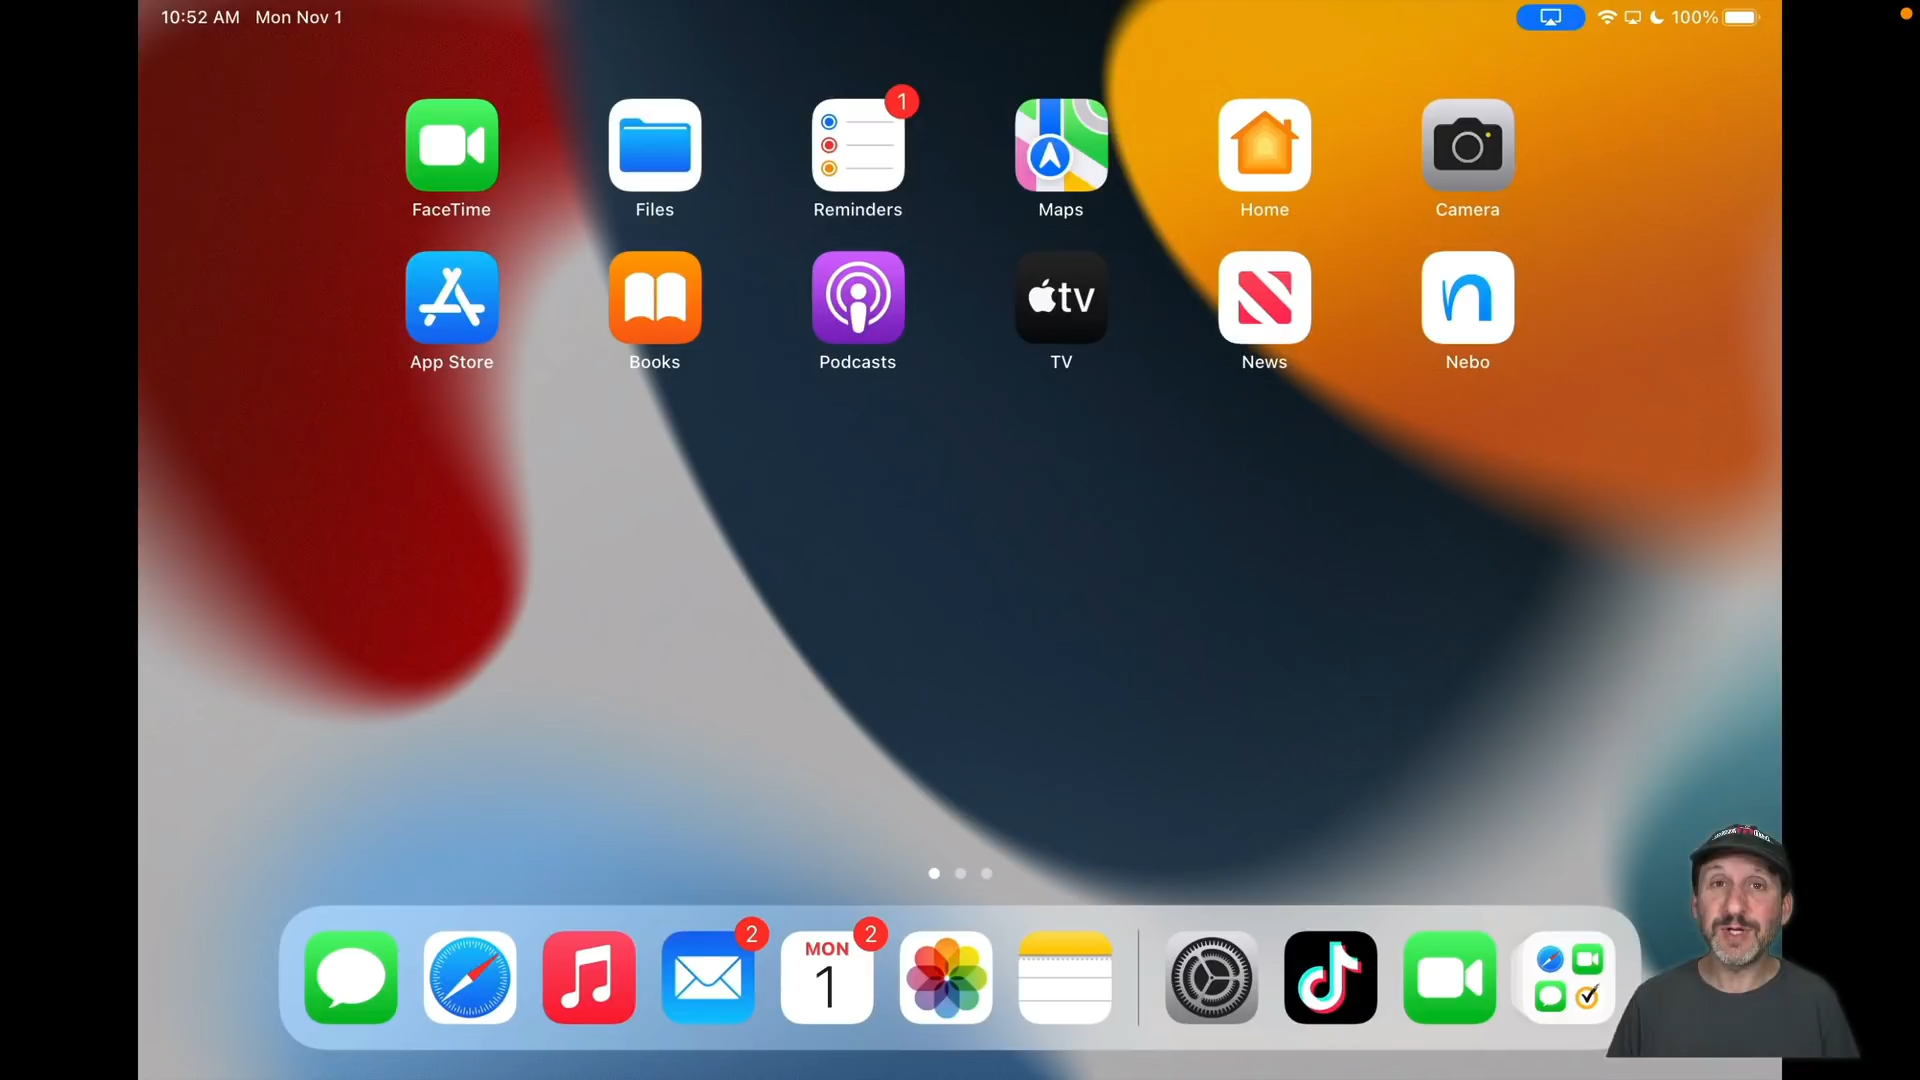 10:52 AM Mon Nov 1
100%
1
FaceTime
Files
Reminders
Maps
Home
Camera
tv
n
App Store
Books
Podcasts
TV
News
Nebo
2
2
MON
1